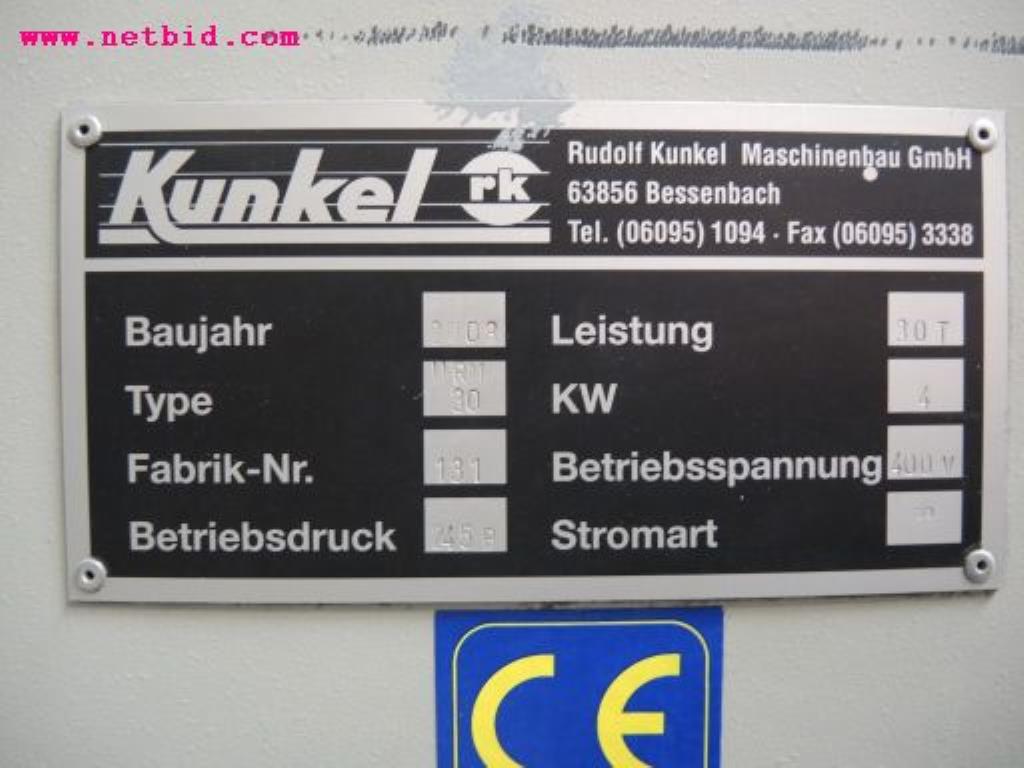 www.netbid.com
Kunkel rk
Rudolf Kunkel Maschinenbau GmbH
63856 Bessenbach
Tel. (06095) 1094 · Fax (06095) 3338
Baujahr
Type 30
Fabrik-Nr. 131
Betriebsdruck
Leistung 30 T
KW 4
Betriebsspannung 400 V
Stromart
CE